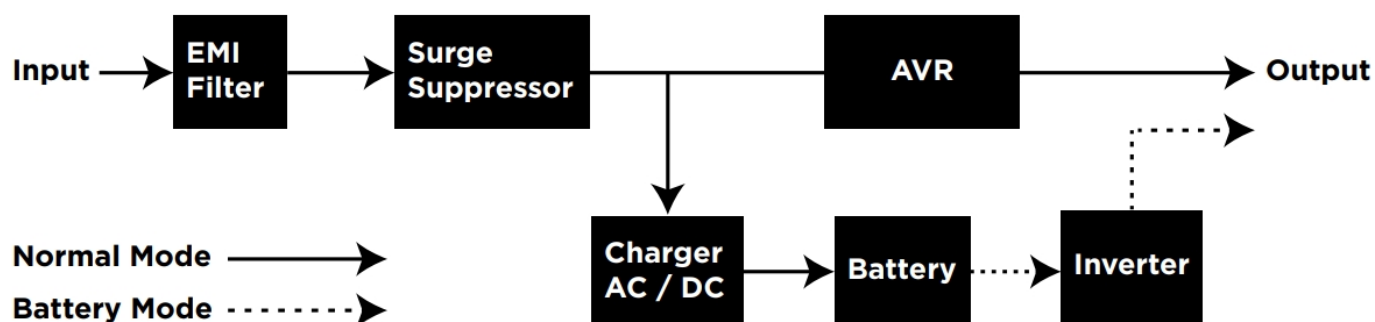 Input
EMI
Filter
Surge
Suppressor
AVR
Output
Charger
AC / DC
Battery
Inverter
Normal Mode
Battery Mode